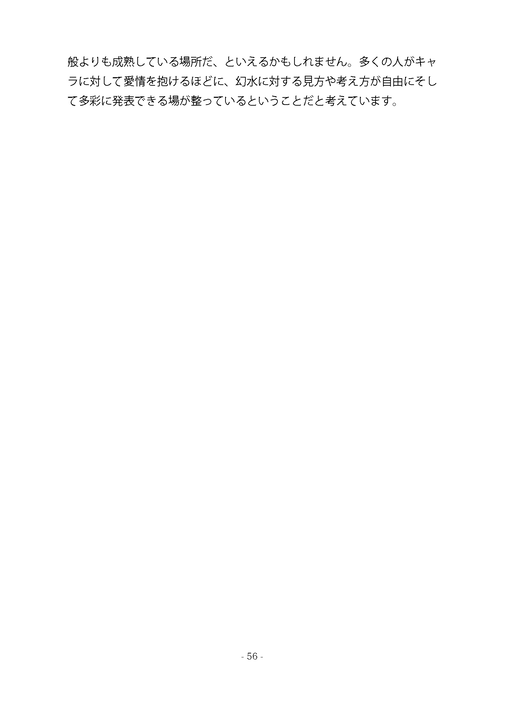 般よりも成熟している場所だ、といえるかもしれません。多くの人がキャ
ラに対して愛情を抱けるほどに、幻水に対する見方や考え方が自由にそし
て多彩に発表できる場が整っているということだと考えています。
- 56 -